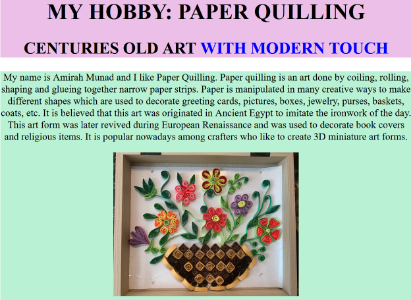 MY HOBBY: PAPER QUILLING
CENTURIES OLD ART WITH MODERN TOUCH
My name is Amirah Munad and I like Paper Quilling. Paper quilling is an art done by coiling, rolling,
shaping and glueing together narrow paper strips. Paper is manipulated in many creative ways to make
different shapes which are used to decorate greeting cards, pictures, boxes, jewelry, purses, baskets,
coats, etc. It is believed that this art was originated in Ancient Egypt to imitate the ironwork of the day.
This art form was later revived during European Renaissance and was used to decorate book covers
and religious items. It is popular nowadays among crafters who like to create 3D miniature art forms.